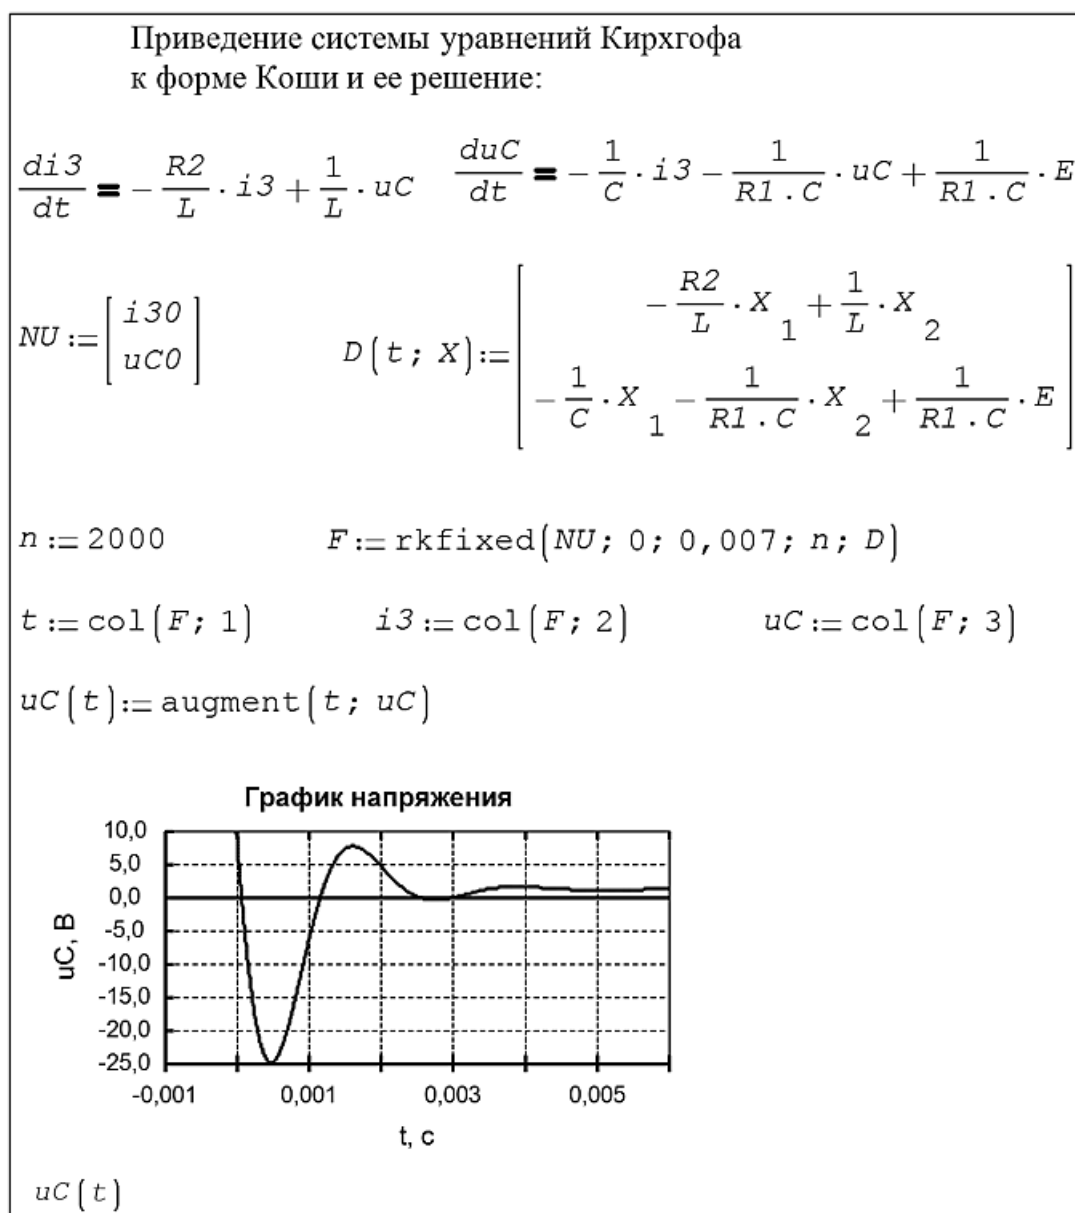 Приведение системы уравнений Кирхгофа
к форме Коши и ее решение:
di3/dt = - R2/L · i3 + 1/L · uC   duC/dt = - 1/C · i3 - 1/(R1 · C) · uC + 1/(R1 · C) · E
NU := [i30; uC0]   D(t; X) := [- R2/L · X 1 + 1/L · X 2; - 1/C · X 1 - 1/(R1 · C) · X 2 + 1/(R1 · C) · E]
n := 2000   F := rkfixed(NU; 0; 0,007; n; D)
t := col(F; 1)   i3 := col(F; 2)   uC := col(F; 3)
uC(t) := augment(t; uC)
График напряжения
10,0
5,0
0,0
-5,0
-10,0
-15,0
-20,0
-25,0
uC, В
-0,001 0,001 0,003 0,005
t, с
uC(t)